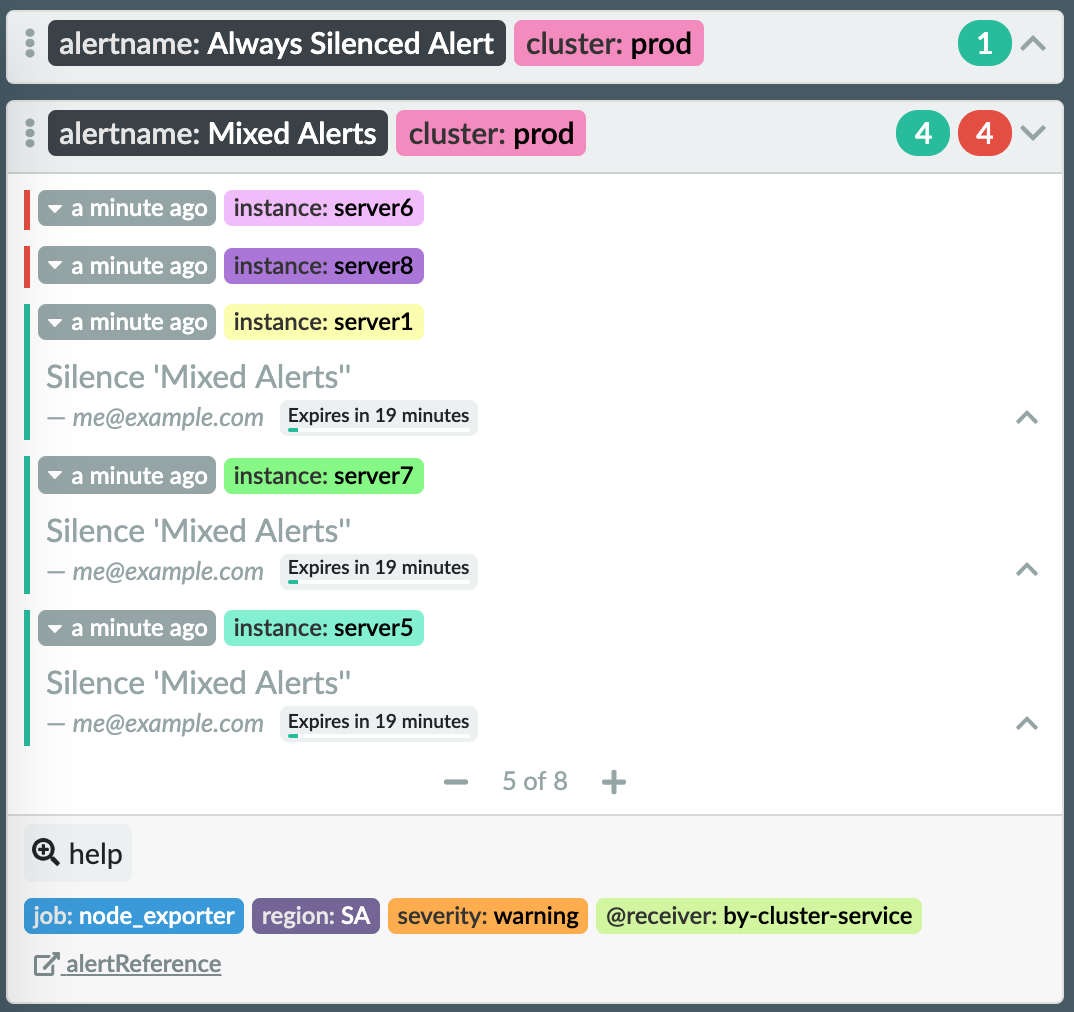 alertname: Always Silenced Alert cluster: prod 1
alertname: Mixed Alerts cluster: prod 4 4
a minute ago instance: server6
a minute ago instance: server8
a minute ago instance: server1
Silence 'Mixed Alerts''
— me@example.com Expires in 19 minutes
a minute ago instance: server7
Silence 'Mixed Alerts''
— me@example.com Expires in 19 minutes
a minute ago instance: server5
Silence 'Mixed Alerts''
— me@example.com Expires in 19 minutes
5 of 8
help
job: node_exporter region: SA severity: warning @receiver: by-cluster-service
alertReference